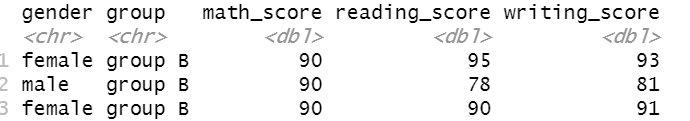 gender group math_score reading_score writing_score
<chr> <chr> <dbl> <dbl> <dbl>
1 female group B 90 95 93
2 male group B 90 78 81
3 female group B 90 90 91